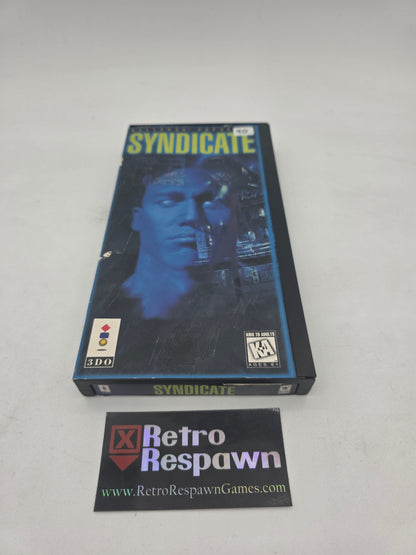 SYNDICATE
KIDS TO ADULTS
K-A
AGES 6+
3DO
SYNDICATE
Retro
Respawn
www.RetroRespawnGames.com